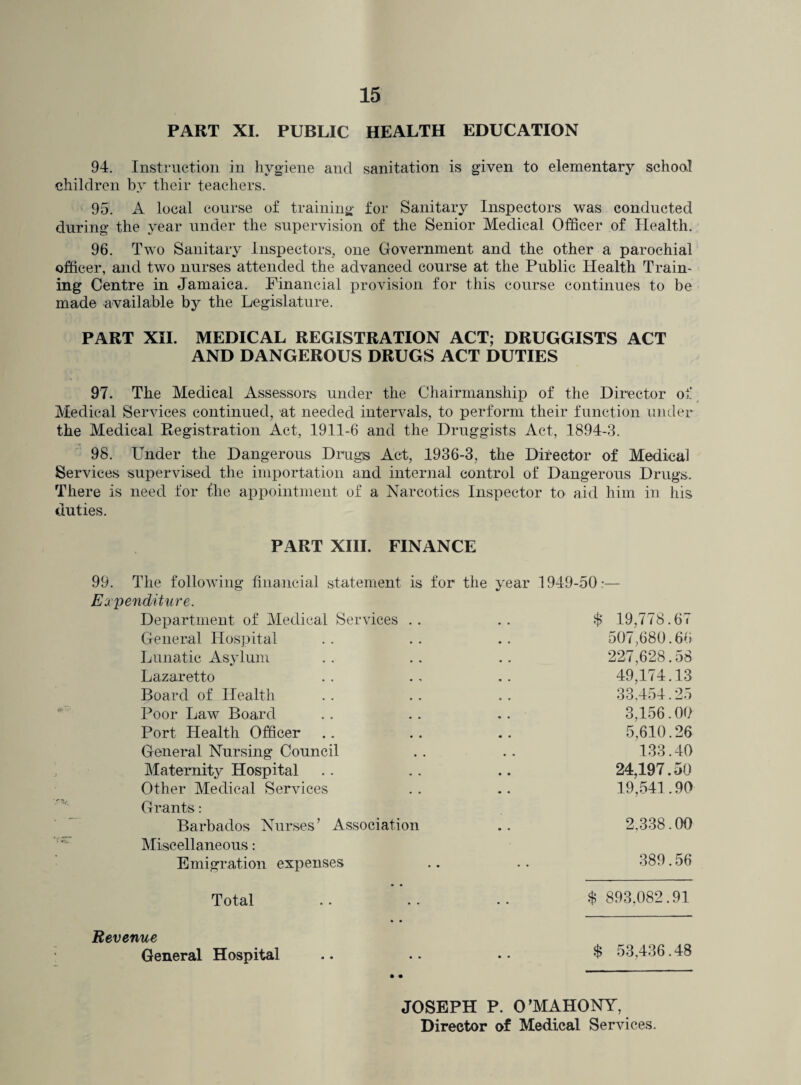 15
PART XI. PUBLIC HEALTH EDUCATION
94. Instruction in hygiene and sanitation is given to elementary school
children by their teachers.
95. A local course of training for Sanitary Inspectors was conducted
during the year under the supervision of the Senior Medical Officer of Health.
96. Two Sanitary Inspectors, one Government and the other a parochial
officer, and two nurses attended the advanced course at the Public Health Train-
ing Centre in Jamaica. Financial provision for this course continues to be
made available by the Legislature.
PART XII. MEDICAL REGISTRATION ACT; DRUGGISTS ACT
AND DANGEROUS DRUGS ACT DUTIES
97. The Medical Assessors under the Chairmanship of the Director of
Medical Services continued, at needed intervals, to perform their function under
the Medical Registration Act, 1911-6 and the Druggists Act, 1894-3.
98. Under the Dangerous Drugs Act, 1936-3, the Director of Medical
Services supervised the importation and internal control of Dangerous Drugs.
There is need for the appointment of a Narcotics Inspector to aid him in his
duties.
PART XIII. FINANCE
99. The following financial statement is for the year 1949-50:—
Expenditure.
Department of Medical Services . . . . $ 19,778.67
General Hospital . . . . . . 507,680.66
Lunatic Asylum . . . . . . 227,628.58
Lazaretto . . . . . . 49,174.13
Board of Health . . . . . . 33,454.25
Poor Law Board . . . . . . 3,156.00
Port Health Officer . . . . . . 5,610.26
General Nursing Council . . . . 133.40
Maternity Hospital . . . . . . 24,197.50
Other Medical Services . . . . 19,541.90
Grants:
Barbados Nurses' Association . . 2,338.00
Miscellaneous:
Emigration expenses . . . . 389.56
Total . . . . . . $ 893,082.91
Revenue
General Hospital . . . . . . $ 53,436.48
JOSEPH P. O'MAHONY,
Director of Medical Services.